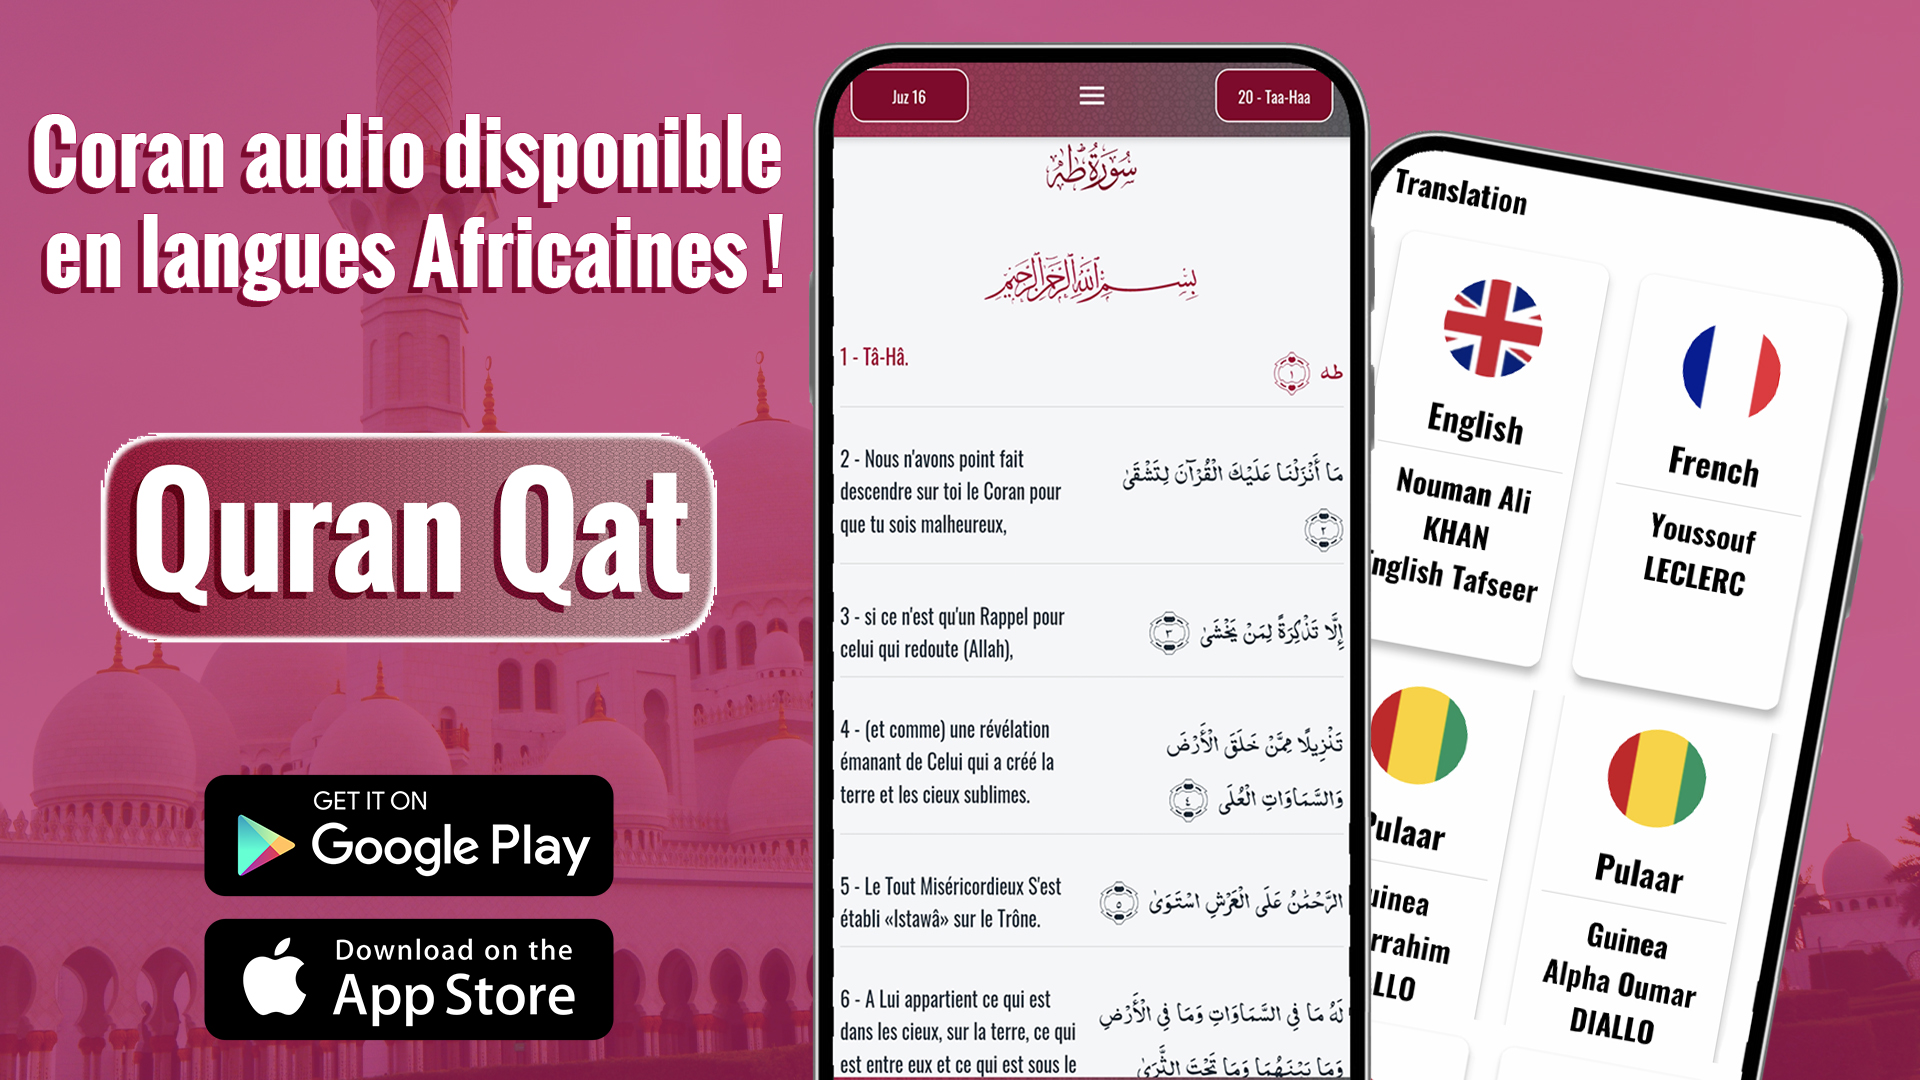 Coran audio disponible
en langues Africaines !
Quran Qat
GET IT ON
Google Play
Download on the
App Store
Juz 16
20 - Taa-Haa
سُورَةُ طه
بِسْمِ اللَّهِ الرَّحْمَٰنِ الرَّحِيمِ
1 - Tâ-Hâ.
طه ١
2 - Nous n'avons point fait
descendre sur toi le Coran pour
que tu sois malheureux,
مَا أَنْزَلْنَا عَلَيْكَ الْقُرْآنَ لِتَشْقَىٰ
٢
3 - si ce n'est qu'un Rappel pour
celui qui redoute (Allah),
إِلَّا تَذْكِرَةً لِمَنْ يَخْشَىٰ ٣
4 - (et comme) une révélation
émanant de Celui qui a créé la
terre et les cieux sublimes.
تَنْزِيلًا مِمَّنْ خَلَقَ الْأَرْضَ
وَالسَّمَاوَاتِ الْعُلَى ٤
5 - Le Tout Miséricordieux S'est
établi «Istawâ» sur le Trône.
الرَّحْمَٰنُ عَلَى الْعَرْشِ اسْتَوَىٰ ٥
6 - A Lui appartient ce qui est
dans les cieux, sur la terre, ce qui
est entre eux et ce qui est sous le
لَهُ مَا فِي السَّمَاوَاتِ وَمَا فِي الْأَرْضِ
وَمَا بَيْنَهُمَا وَمَا تَحْتَ الثَّرَىٰ
Translation
English
Nouman Ali
KHAN
nglish Tafseer
French
Youssouf
LECLERC
Pulaar
uinea
rrahim
LLO
Pulaar
Guinea
Alpha Oumar
DIALLO